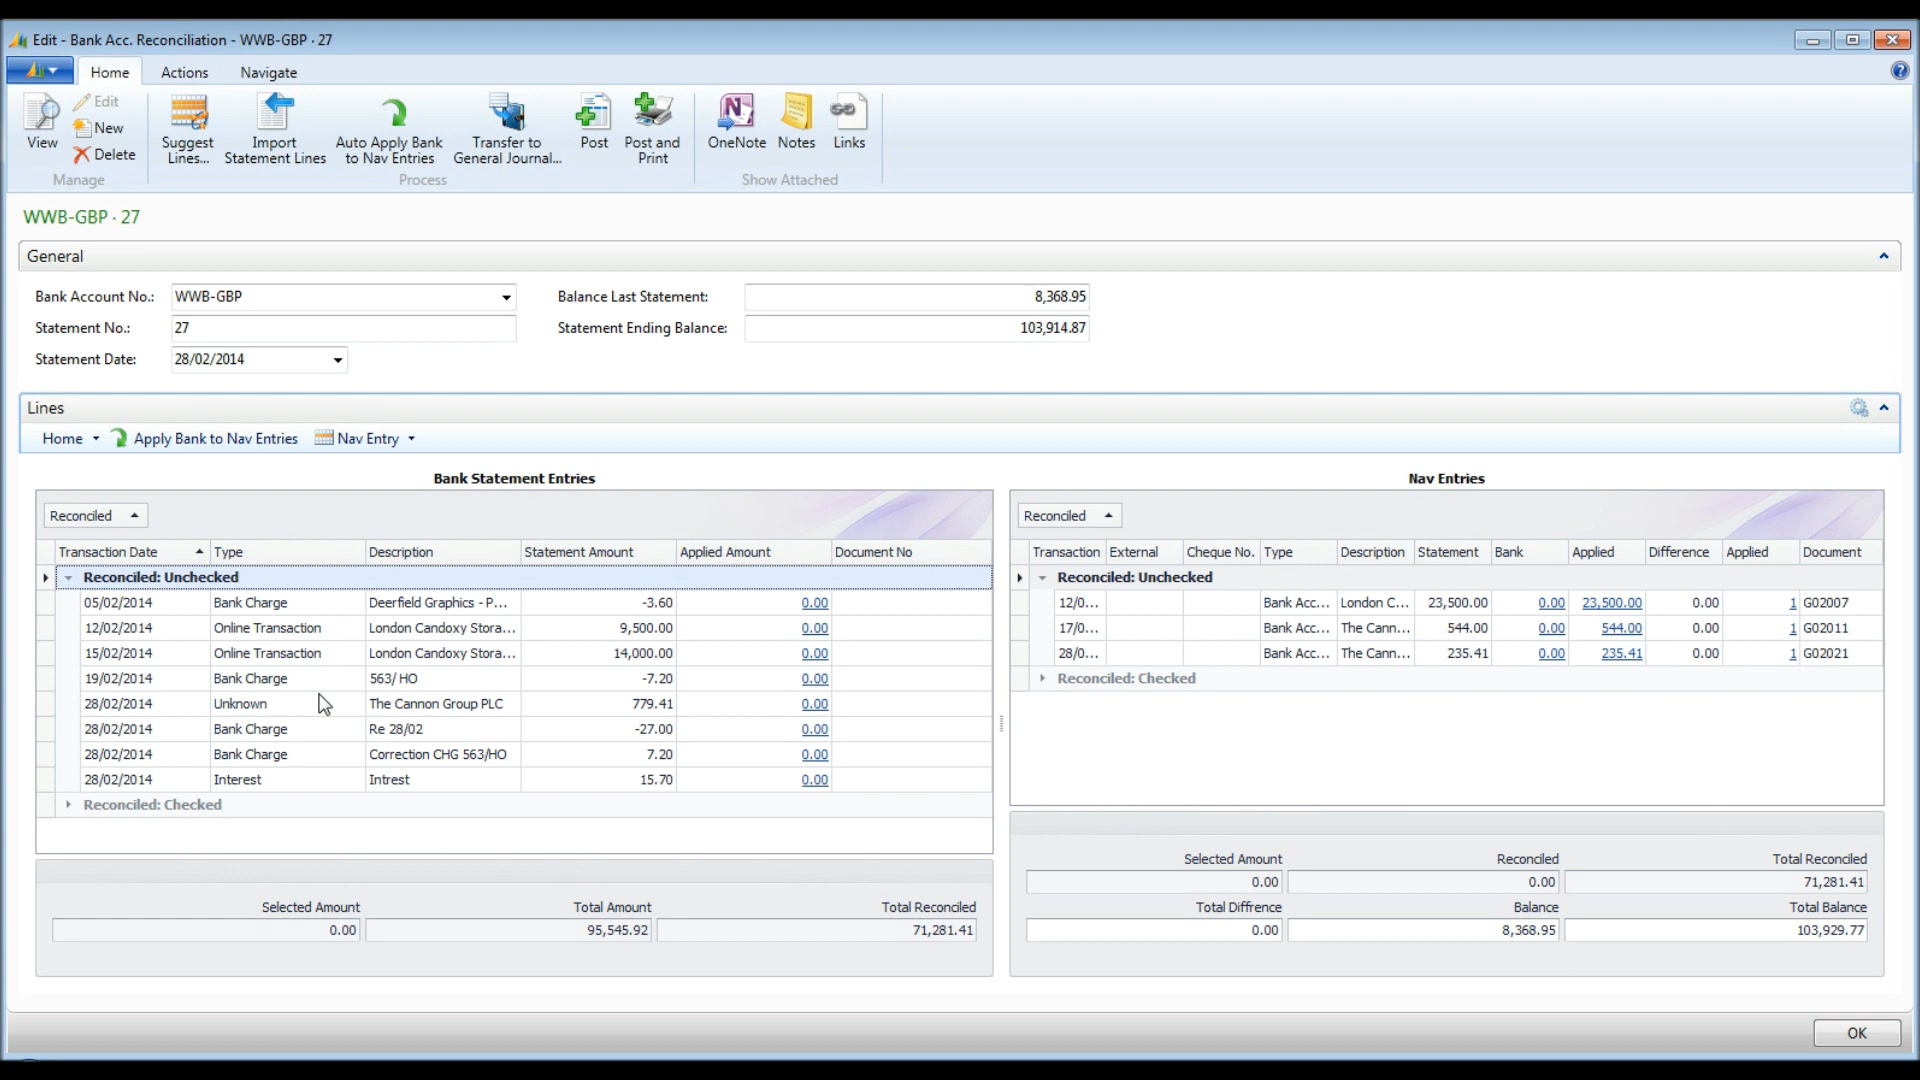 Edit - Bank Acc. Reconciliation - WWB-GBP · 27
Home Actions Navigate
View
Edit
New
Delete
Manage
Suggest Lines...
Import Statement Lines
Auto Apply Bank to Nav Entries
Transfer to General Journal...
Post
Post and Print
Process
OneNote
Notes
Links
Show Attached
WWB-GBP · 27
General
Bank Account No.: WWB-GBP
Statement No.: 27
Statement Date: 28/02/2014
Balance Last Statement: 8,368.95
Statement Ending Balance: 103,914.87
Lines
Home Apply Bank to Nav Entries Nav Entry
Bank Statement Entries
Reconciled
Transaction Date Type Description Statement Amount Applied Amount Document No
Reconciled: Unchecked
05/02/2014 Bank Charge Deerfield Graphics - P... -3.60 0.00
12/02/2014 Online Transaction London Candoxy Stora... 9,500.00 0.00
15/02/2014 Online Transaction London Candoxy Stora... 14,000.00 0.00
19/02/2014 Bank Charge 563/ HO -7.20 0.00
28/02/2014 Unknown The Cannon Group PLC 779.41 0.00
28/02/2014 Bank Charge Re 28/02 -27.00 0.00
28/02/2014 Bank Charge Correction CHG 563/HO 7.20 0.00
28/02/2014 Interest Intrest 15.70 0.00
Reconciled: Checked
Selected Amount Total Amount Total Reconciled
0.00 95,545.92 71,281.41
Nav Entries
Reconciled
Transaction External Cheque No. Type Description Statement Bank Applied Difference Applied Document
Reconciled: Unchecked
12/0... Bank Acc... London C... 23,500.00 0.00 23,500.00 0.00 1 G02007
17/0... Bank Acc... The Cann... 544.00 0.00 544.00 0.00 1 G02011
28/0... Bank Acc... The Cann... 235.41 0.00 235.41 0.00 1 G02021
Reconciled: Checked
Selected Amount Reconciled Total Reconciled
0.00 0.00 71,281.41
Total Diffrence Balance Total Balance
0.00 8,368.95 103,929.77
OK